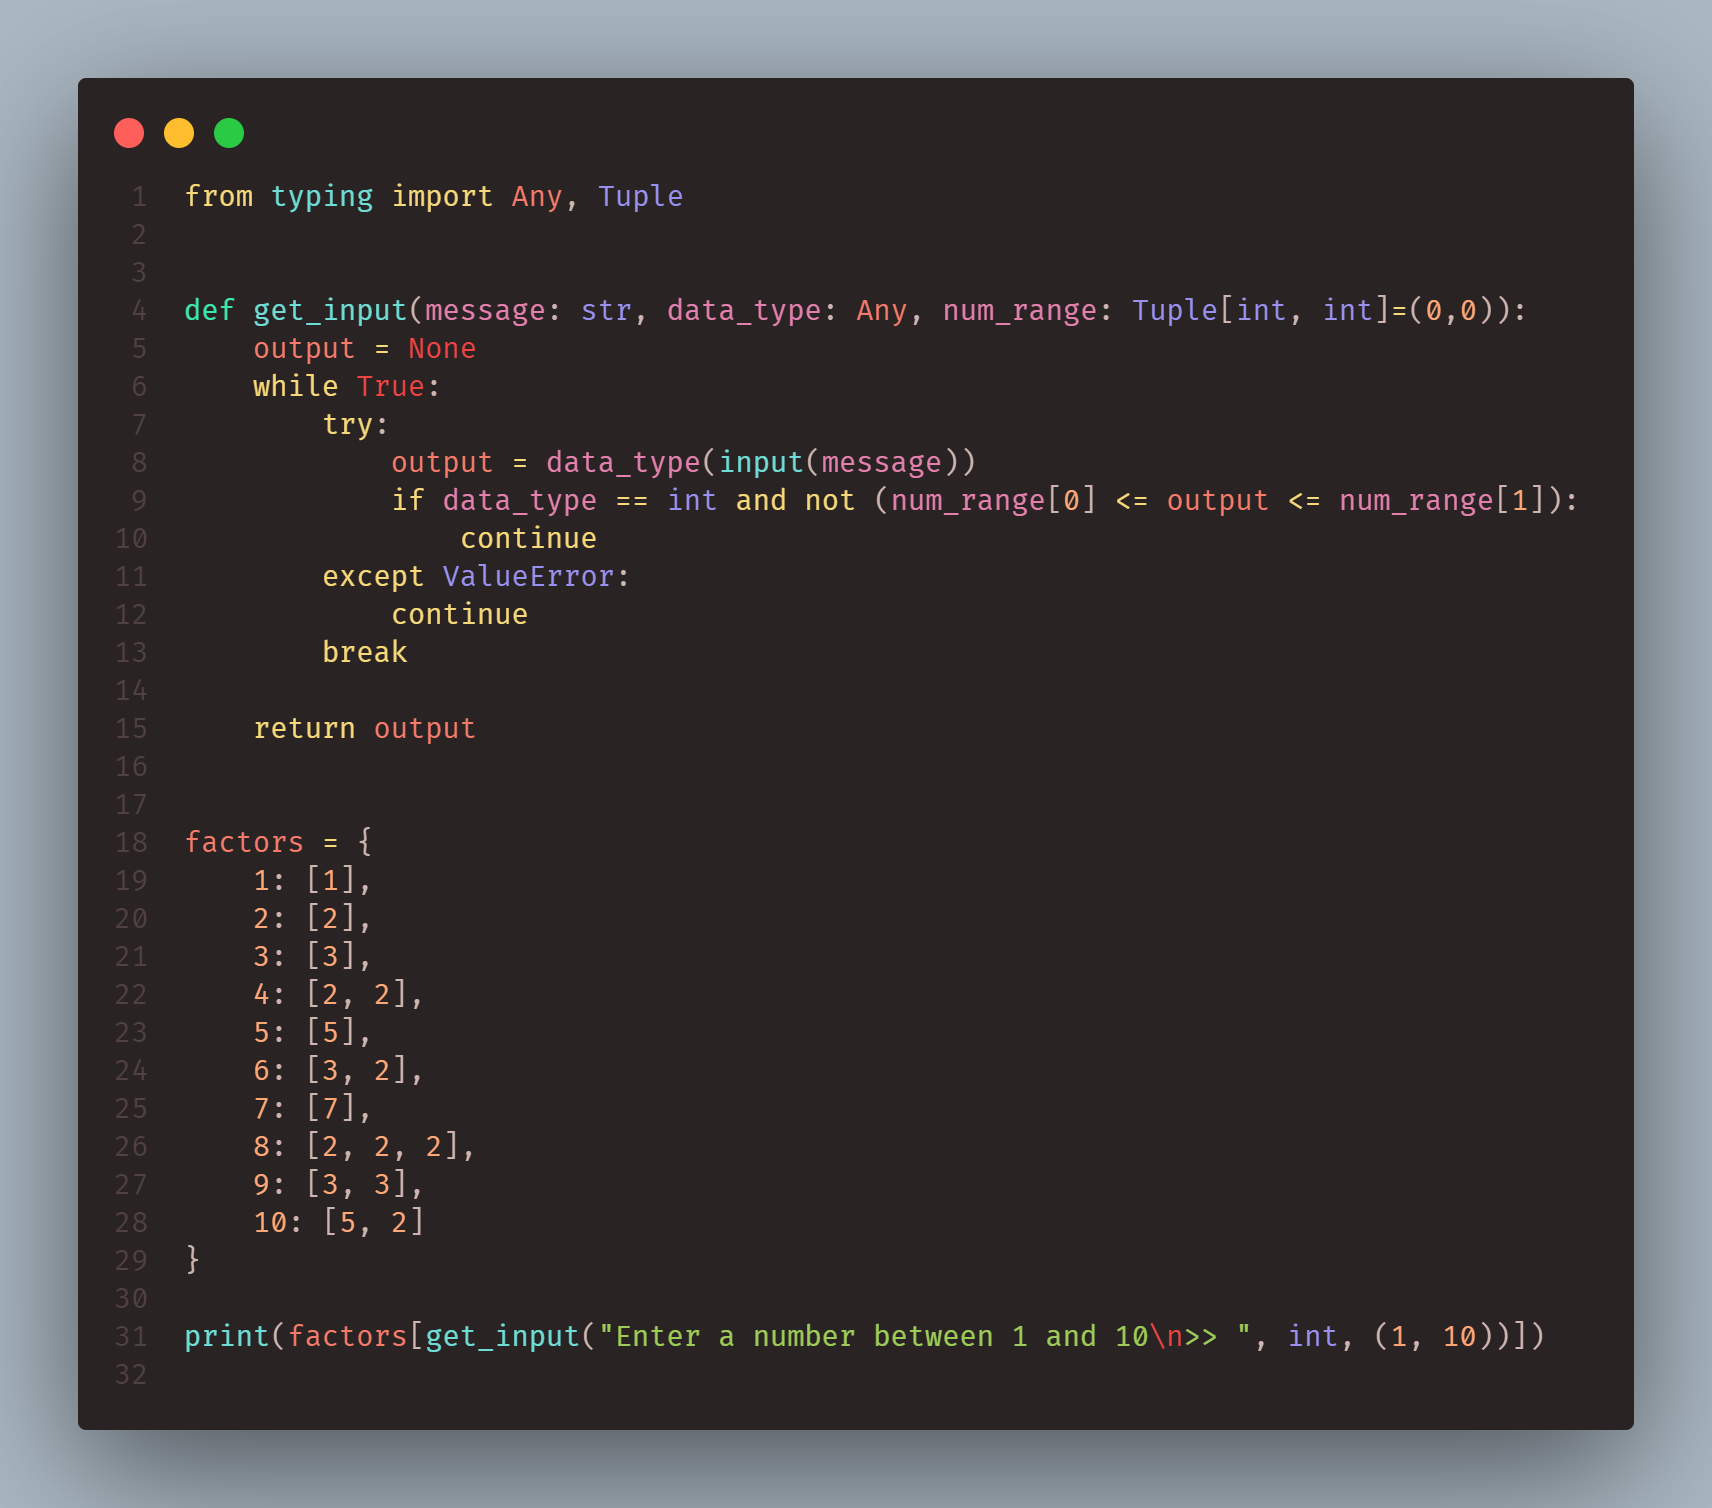 1 from typing import Any, Tuple
2
3
4 def get_input(message: str, data_type: Any, num_range: Tuple[int, int]=(0,0)):
5     output = None
6     while True:
7         try:
8             output = data_type(input(message))
9             if data_type == int and not (num_range[0] <= output <= num_range[1]):
10                 continue
11         except ValueError:
12             continue
13         break
14
15     return output
16
17
18 factors = {
19     1: [1],
20     2: [2],
21     3: [3],
22     4: [2, 2],
23     5: [5],
24     6: [3, 2],
25     7: [7],
26     8: [2, 2, 2],
27     9: [3, 3],
28     10: [5, 2]
29 }
30
31 print(factors[get_input("Enter a number between 1 and 10\n>> ", int, (1, 10))])
32